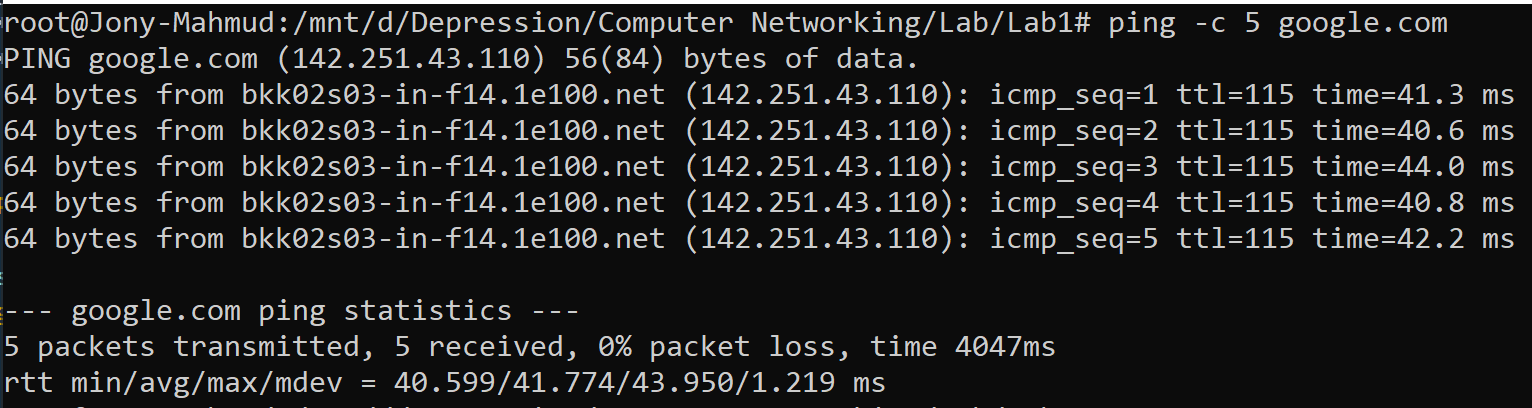 root@Jony-Mahmud:/mnt/d/Depression/Computer Networking/Lab/Lab1# ping -c 5 google.com
PING google.com (142.251.43.110) 56(84) bytes of data.
64 bytes from bkk02s03-in-f14.1e100.net (142.251.43.110): icmp_seq=1 ttl=115 time=41.3 ms
64 bytes from bkk02s03-in-f14.1e100.net (142.251.43.110): icmp_seq=2 ttl=115 time=40.6 ms
64 bytes from bkk02s03-in-f14.1e100.net (142.251.43.110): icmp_seq=3 ttl=115 time=44.0 ms
64 bytes from bkk02s03-in-f14.1e100.net (142.251.43.110): icmp_seq=4 ttl=115 time=40.8 ms
64 bytes from bkk02s03-in-f14.1e100.net (142.251.43.110): icmp_seq=5 ttl=115 time=42.2 ms
--- google.com ping statistics ---
5 packets transmitted, 5 received, 0% packet loss, time 4047ms
rtt min/avg/max/mdev = 40.599/41.774/43.950/1.219 ms